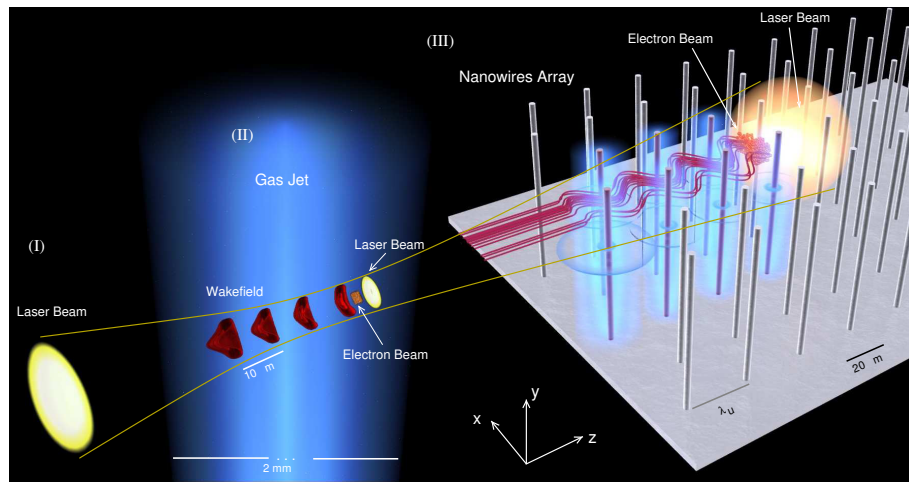 (III)
Laser Beam
Electron Beam
Nanowires Array
(II)
Gas Jet
(I)
Laser Beam
Wakefield
Laser Beam
Electron Beam
10 m
20 m
λu
y
x
z
2 mm
...